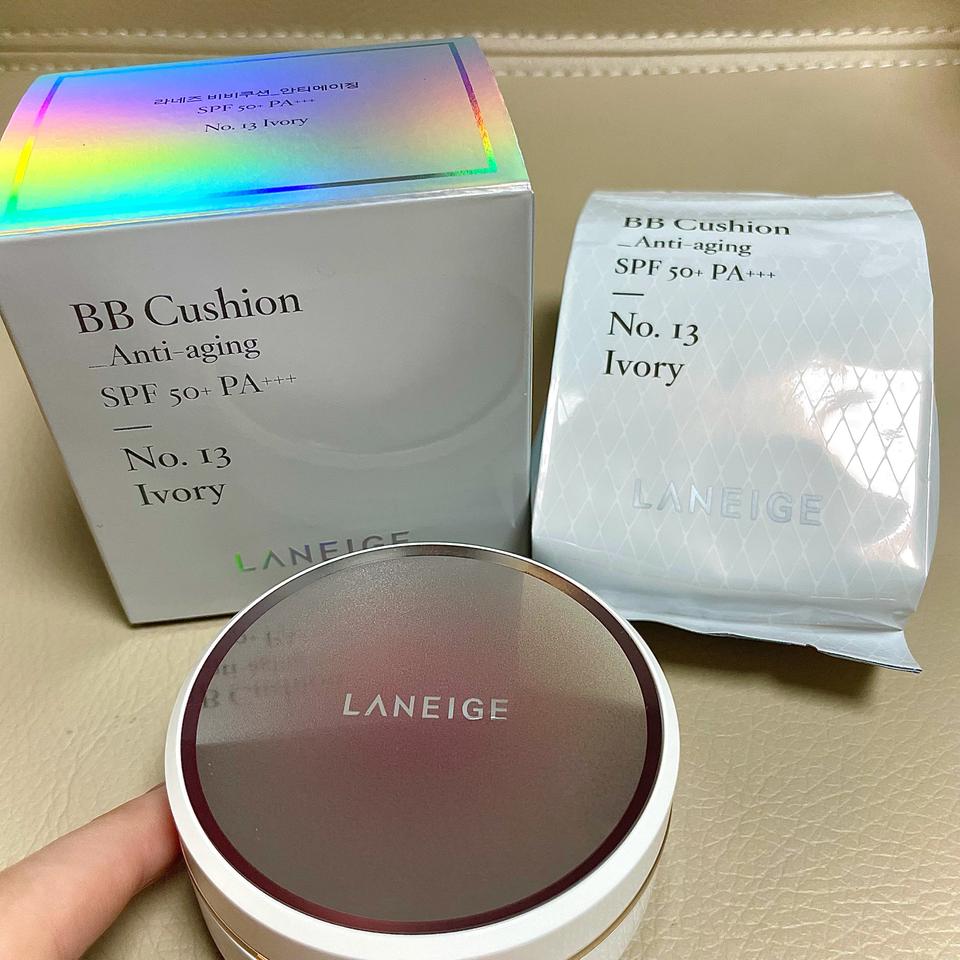 라네즈 비비쿠션_안티에이징
SPF 50+ PA+++
No. 13 Ivory
BB Cushion
_Anti-aging
SPF 50+ PA+++
No. 13
Ivory
LANEIGE
BB Cushion
_Anti-aging
SPF 50+ PA+++
No. 13
Ivory
LANEIGE
LANEIGE